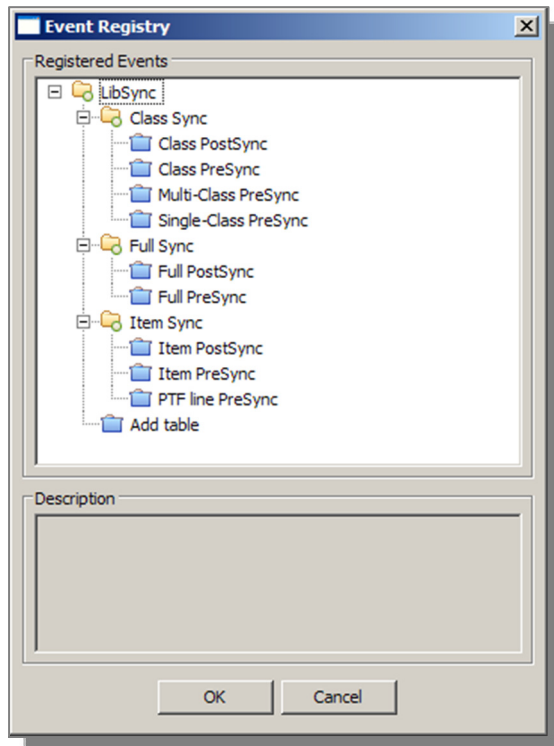 Event Registry
Registered Events
LibSync
Class Sync
Class PostSync
Class PreSync
Multi-Class PreSync
Single-Class PreSync
Full Sync
Full PostSync
Full PreSync
Item Sync
Item PostSync
Item PreSync
PTF line PreSync
Add table
Description
OK Cancel